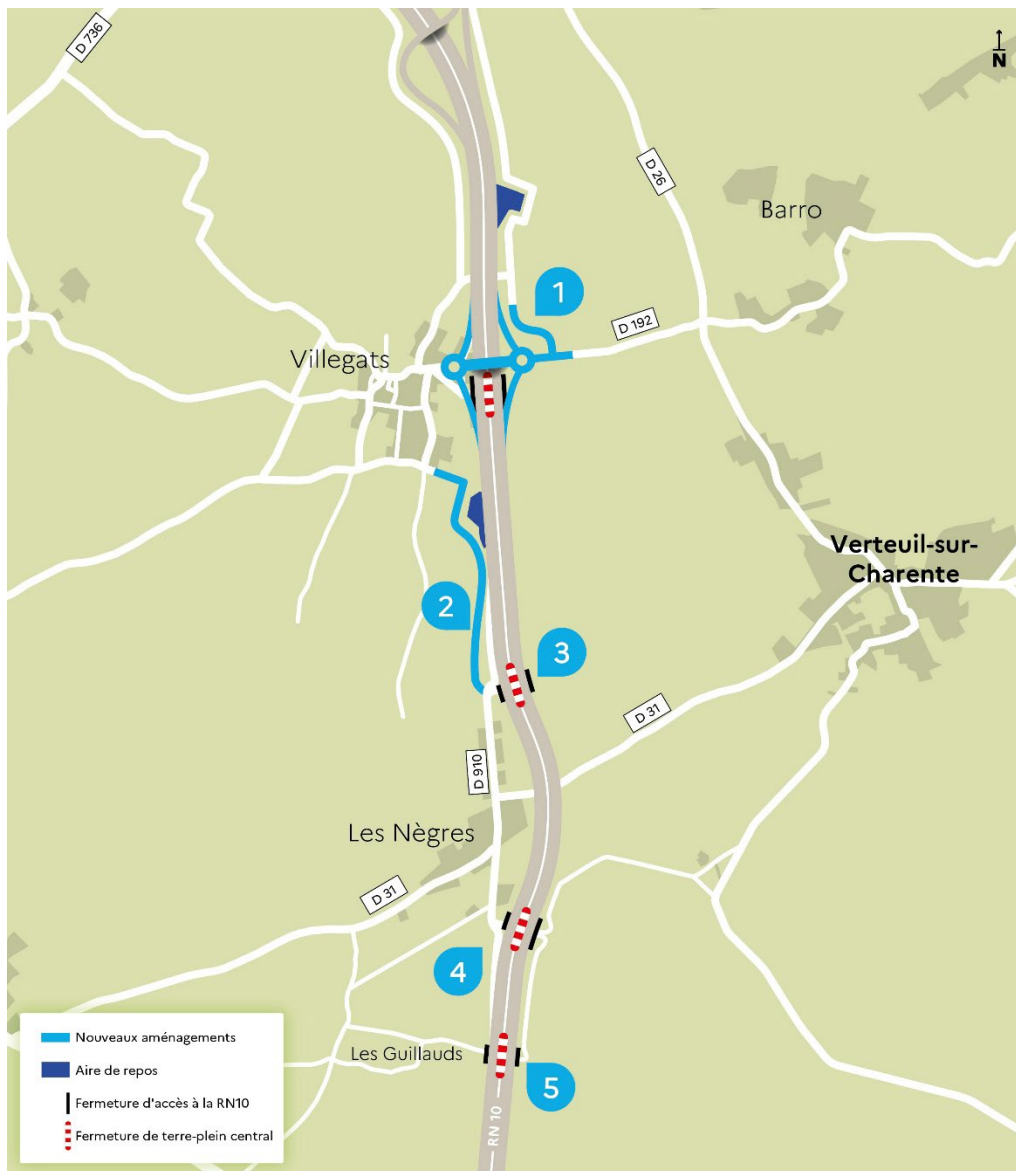 D 736
N
D 26
Barro
1
D 192
Villegats
Verteuil-sur-
Charente
2
3
D 31
D 910
Les Nègres
D 31
4
Les Guillauds
5
RN 10
Nouveaux aménagements
Aire de repos
Fermeture d'accès à la RN10
Fermeture de terre-plein central